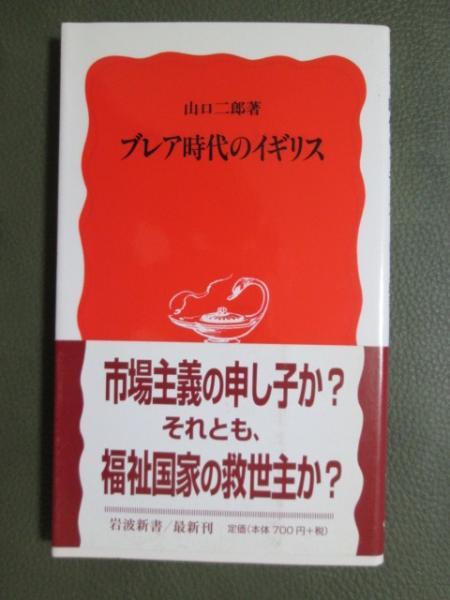 山口二郎著
ブレア時代のイギリス
市場主義の申し子か？
それとも、
福祉国家の救世主か？
岩波新書/最新刊 定価(本体700円+税)